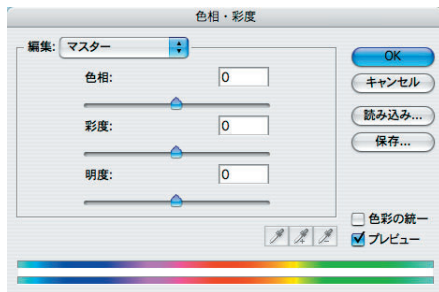 色相・彩度
編集: マスター
色相: 0
彩度: 0
明度: 0
OK
キャンセル
読み込み...
保存...
色彩の統一
プレビュー